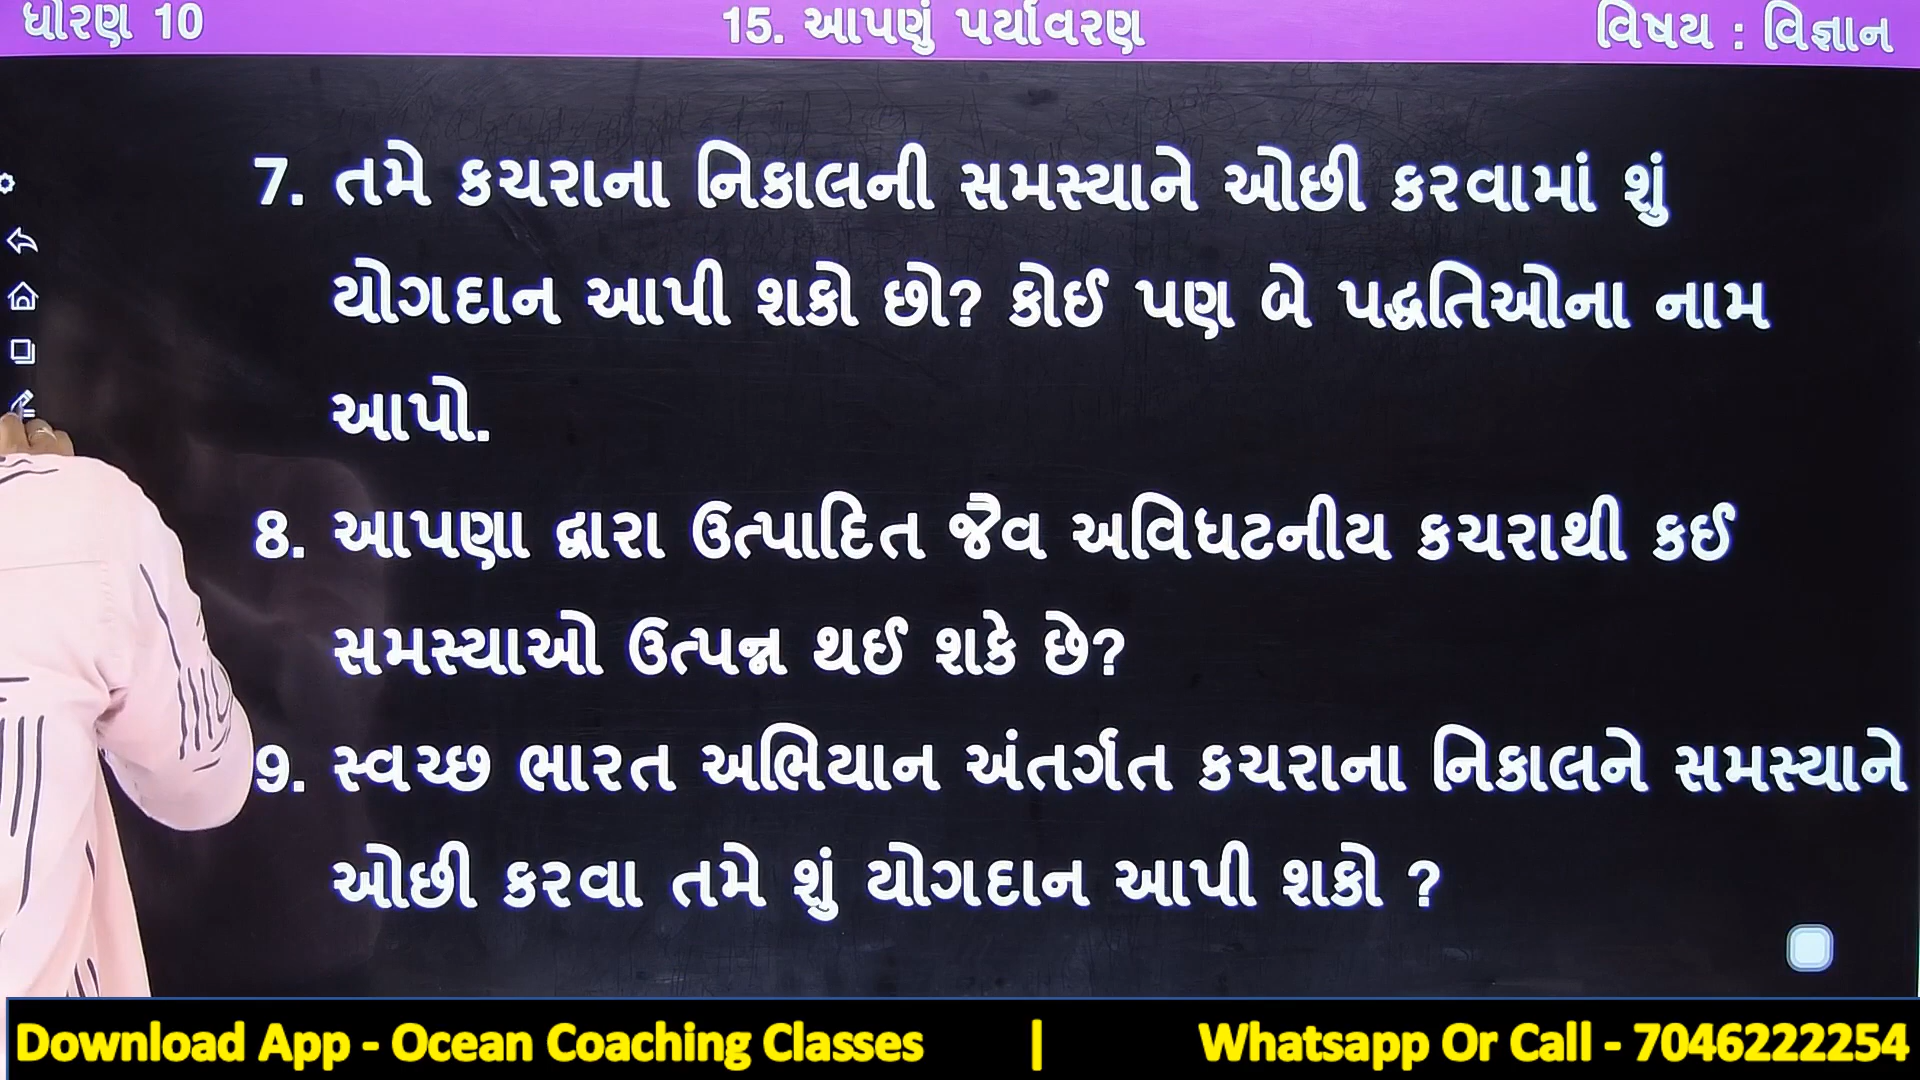 ધોરણ 10 15. આપણું પર્યાવરણ વિષય : વિજ્ઞાન
7. તમે કચરાના નિકાલની સમસ્યાને ઓછી કરવામાં શું
યોગદાન આપી શકો છો? કોઈ પણ બે પદ્ધતિઓના નામ
આપો.
8. આપણા દ્વારા ઉત્પાદિત જૈવ અવિઘટનીય કચરાથી કઈ
સમસ્યાઓ ઉત્પન્ન થઈ શકે છે?
9. સ્વચ્છ ભારત અભિયાન અંતર્ગત કચરાના નિકાલને સમસ્યાને
ઓછી કરવા તમે શું યોગદાન આપી શકો ?
Download App - Ocean Coaching Classes | Whatsapp Or Call - 7046222254